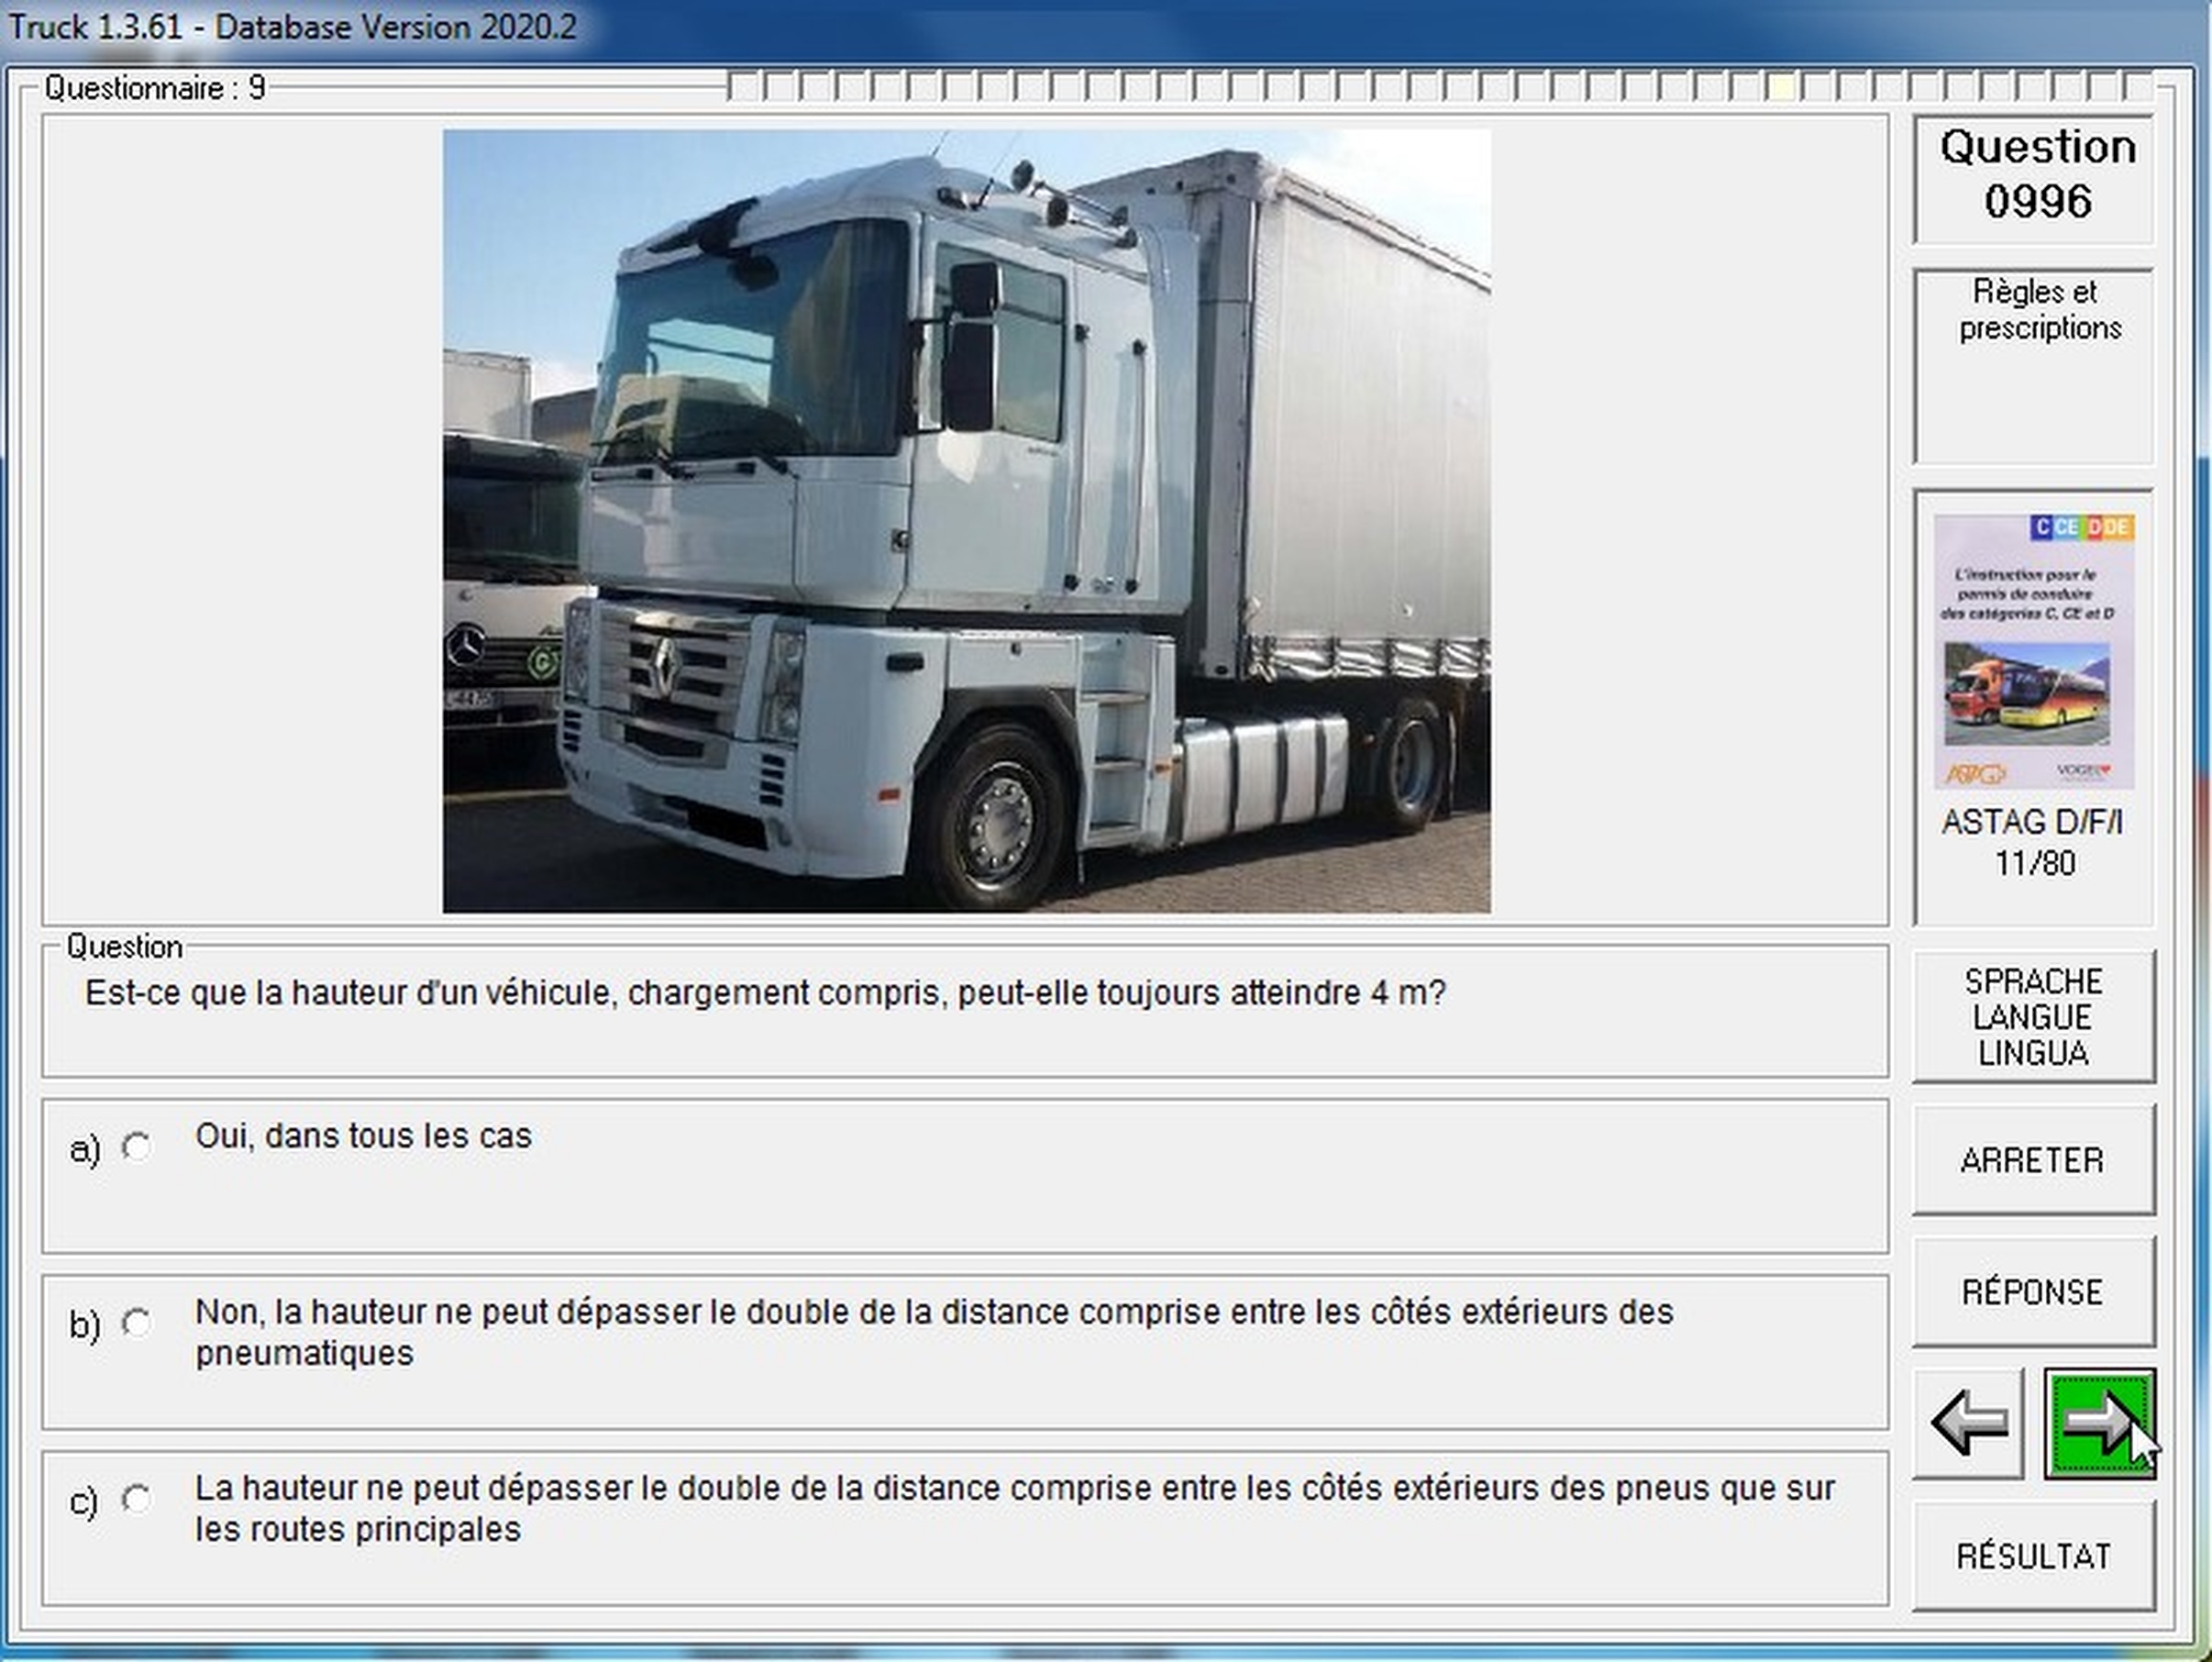 Truck 1.3.61 - Database Version 2020.2
Questionnaire : 9
Question
0996
Règles et
prescriptions
C CE D DE
L'instruction pour le
permis de conduire
des catégories C, CE et D
ASTAG
VOGEL
ASTAG D/F/I
11/80
Question
Est-ce que la hauteur d'un véhicule, chargement compris, peut-elle toujours atteindre 4 m?
a) Oui, dans tous les cas
b) Non, la hauteur ne peut dépasser le double de la distance comprise entre les côtés extérieurs des
pneumatiques
c) La hauteur ne peut dépasser le double de la distance comprise entre les côtés extérieurs des pneus que sur
les routes principales
SPRACHE
LANGUE
LINGUA
ARRETER
RÉPONSE
RÉSULTAT